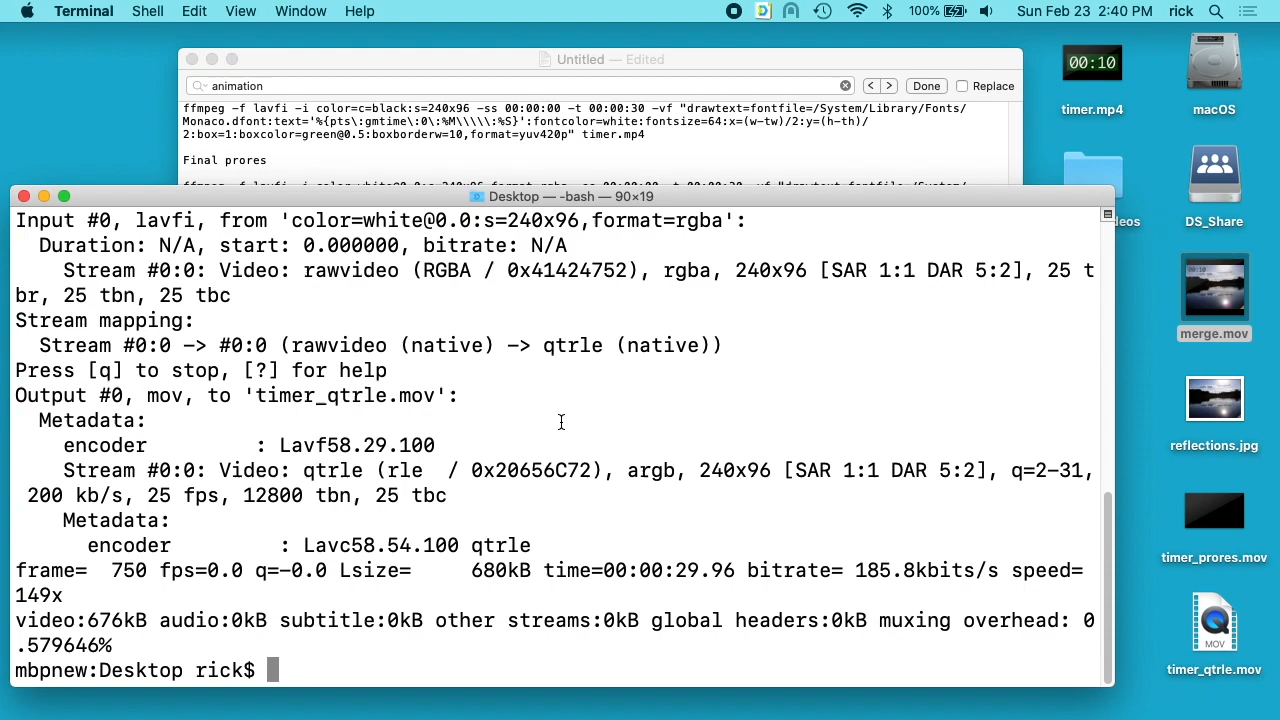 Terminal Shell Edit View Window Help 100% Sun Feb 23 2:40 PM rick
Untitled — Edited
animation Done Replace
ffmpeg -f lavfi -i color=c=black:s=240x96 -ss 00:00:00 -t 00:00:30 -vf "drawtext=fontfile=/System/Library/Fonts/
Monaco.dfont:text='%{pts\:gmtime\:0\:%M\\\\\:%S}':fontcolor=white:fontsize=64:x=(w-tw)/2:y=(h-th)/
2:box=1:boxcolor=green@0.5:boxborderw=10,format=yuv420p" timer.mp4
Final prores
Desktop — -bash — 90×19
Input #0, lavfi, from 'color=white@0.0:s=240x96,format=rgba':
Duration: N/A, start: 0.000000, bitrate: N/A
Stream #0:0: Video: rawvideo (RGBA / 0x41424752), rgba, 240x96 [SAR 1:1 DAR 5:2], 25 t
br, 25 tbn, 25 tbc
Stream mapping:
Stream #0:0 -> #0:0 (rawvideo (native) -> qtrle (native))
Press [q] to stop, [?] for help
Output #0, mov, to 'timer_qtrle.mov':
Metadata:
encoder : Lavf58.29.100
Stream #0:0: Video: qtrle (rle / 0x20656C72), argb, 240x96 [SAR 1:1 DAR 5:2], q=2-31,
200 kb/s, 25 fps, 12800 tbn, 25 tbc
Metadata:
encoder : Lavc58.54.100 qtrle
frame= 750 fps=0.0 q=-0.0 Lsize= 680kB time=00:00:29.96 bitrate= 185.8kbits/s speed=
149x
video:676kB audio:0kB subtitle:0kB other streams:0kB global headers:0kB muxing overhead: 0
.579646%
mbpnew:Desktop rick$
00:10
timer.mp4
macOS
eos
DS_Share
00:10
merge.mov
reflections.jpg
timer_prores.mov
MOV
timer_qtrle.mov